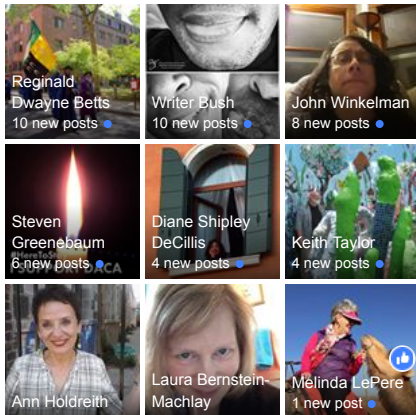 Reginald
Dwayne Betts
10 new posts
Writer Bush
10 new posts
John Winkelman
8 new posts
Steven
Greenebaum
6 new posts
Diane Shipley
DeCillis
4 new posts
Keith Taylor
4 new posts
Ann Holdreith
Laura Bernstein-
Machlay
Melinda LePere
1 new post